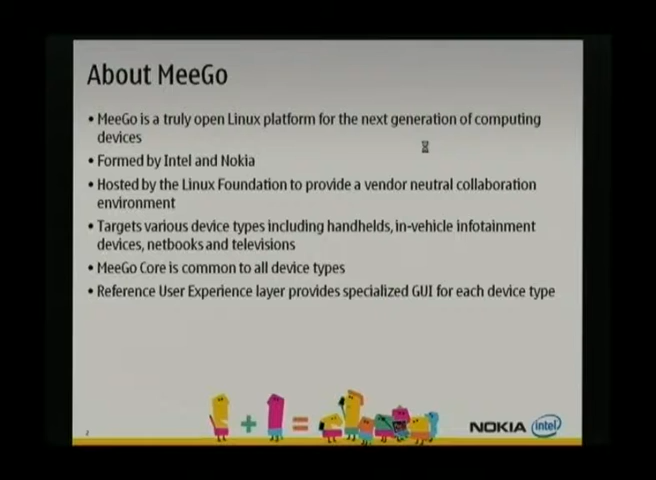 About MeeGo
• MeeGo is a truly open Linux platform for the next generation of computing
devices
• Formed by Intel and Nokia
• Hosted by the Linux Foundation to provide a vendor neutral collaboration
environment
• Targets various device types including handhelds, in-vehicle infotainment
devices, netbooks and televisions
• MeeGo Core is common to all device types
• Reference User Experience layer provides specialized GUI for each device type
1 + 1 =
2
NOKIA intel